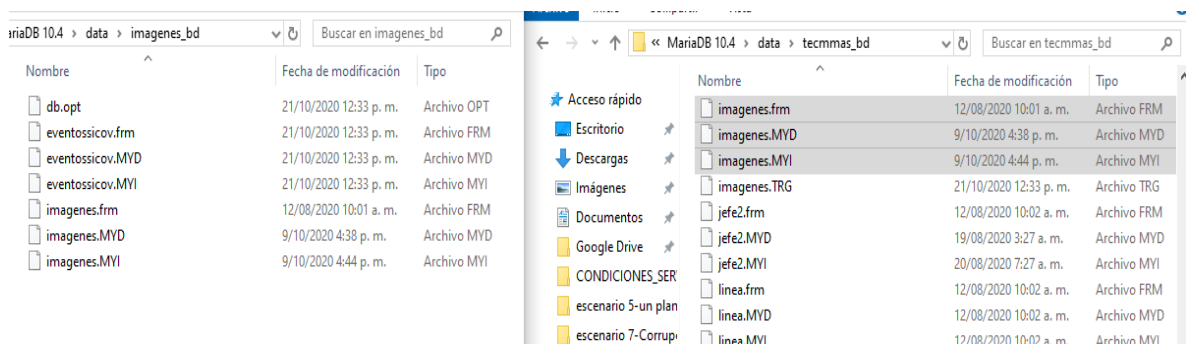 ariaDB 10.4 > data > imagenes_bd
Buscar en imagenes_bd
Nombre Fecha de modificación Tipo
db.opt 21/10/2020 12:33 p. m. Archivo OPT
eventossicov.frm 21/10/2020 12:33 p. m. Archivo FRM
eventossicov.MYD 21/10/2020 12:33 p. m. Archivo MYD
eventossicov.MYI 21/10/2020 12:33 p. m. Archivo MYI
imagenes.frm 12/08/2020 10:01 a. m. Archivo FRM
imagenes.MYD 9/10/2020 4:38 p. m. Archivo MYD
imagenes.MYI 9/10/2020 4:44 p. m. Archivo MYI
« MariaDB 10.4 > data > tecmmas_bd
Buscar en tecmmas_bd
Acceso rápido
Escritorio
Descargas
Imágenes
Documentos
Google Drive
CONDICIONES_SER
escenario 5-un plan
escenario 7-Corrup
Nombre Fecha de modificación Tipo
imagenes.frm 12/08/2020 10:01 a. m. Archivo FRM
imagenes.MYD 9/10/2020 4:38 p. m. Archivo MYD
imagenes.MYI 9/10/2020 4:44 p. m. Archivo MYI
imagenes.TRG 21/10/2020 12:33 p. m. Archivo TRG
jefe2.frm 12/08/2020 10:02 a. m. Archivo FRM
jefe2.MYD 19/08/2020 3:27 a. m. Archivo MYD
jefe2.MYI 20/08/2020 7:27 a. m. Archivo MYI
linea.frm 12/08/2020 10:02 a. m. Archivo FRM
linea.MYD 12/08/2020 10:02 a. m. Archivo MYD
linea.MYI 12/08/2020 10:02 a. m. Archivo MYI